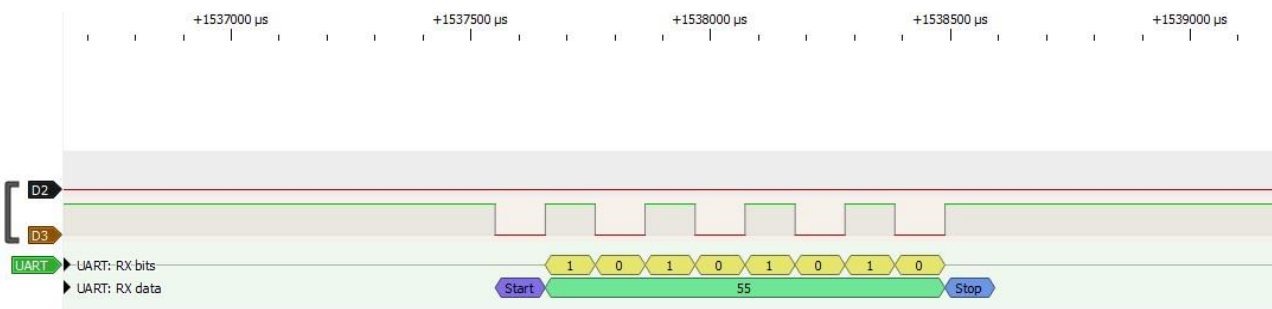 +1537000 µs +1537500 µs +1538000 µs +1538500 µs +1539000 µs
D2
D3
UART UART: RX bits 1 0 1 0 1 0 1 0
UART: RX data Start 55 Stop